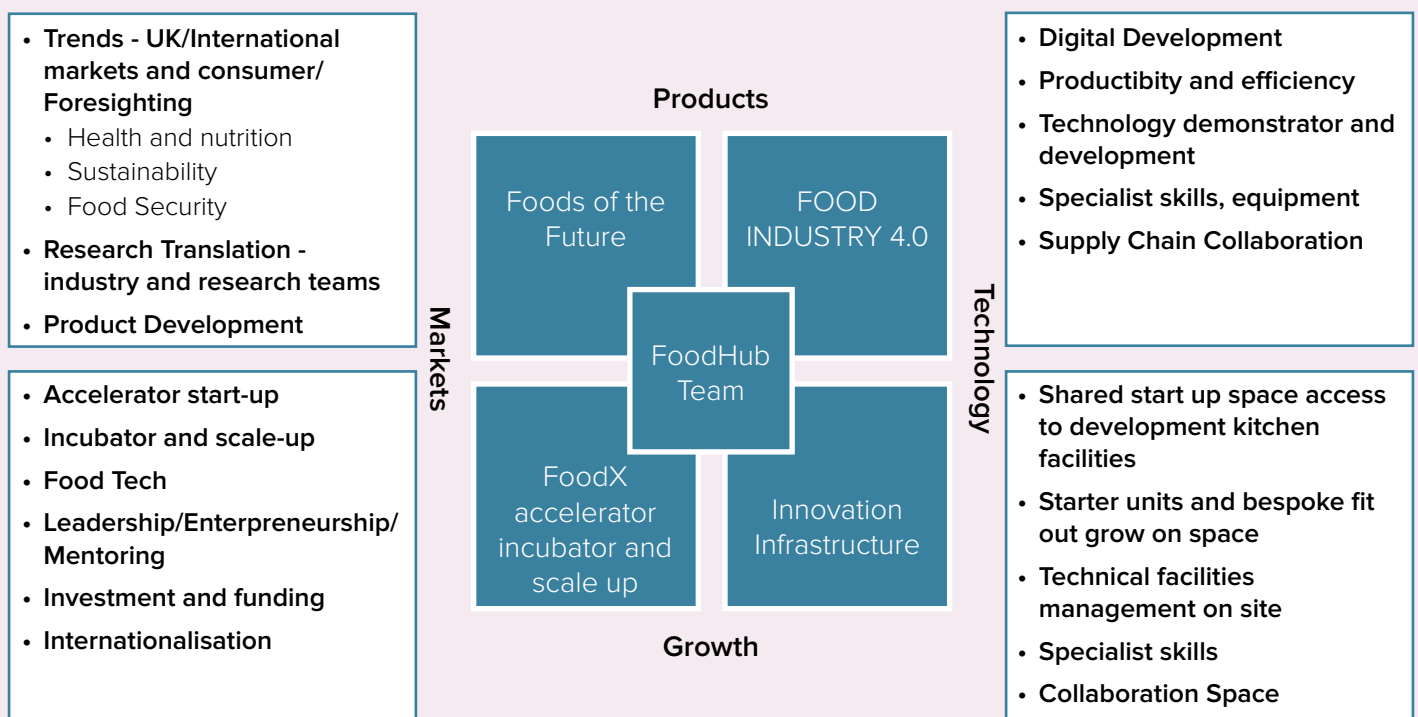 • Trends - UK/International
markets and consumer/
Foresighting
• Health and nutrition
• Sustainability
• Food Security
• Research Translation -
industry and research teams
• Product Development
• Accelerator start-up
• Incubator and scale-up
• Food Tech
• Leadership/Enterpreneurship/
Mentoring
• Investment and funding
• Internationalisation
Markets
Products
Foods of the
Future
FOOD
INDUSTRY 4.0
FoodHub
Team
FoodX
accelerator
incubator and
scale up
Innovation
Infrastructure
Growth
Technology
• Digital Development
• Productibity and efficiency
• Technology demonstrator and
development
• Specialist skills, equipment
• Supply Chain Collaboration
• Shared start up space access
to development kitchen
facilities
• Starter units and bespoke fit
out grow on space
• Technical facilities
management on site
• Specialist skills
• Collaboration Space